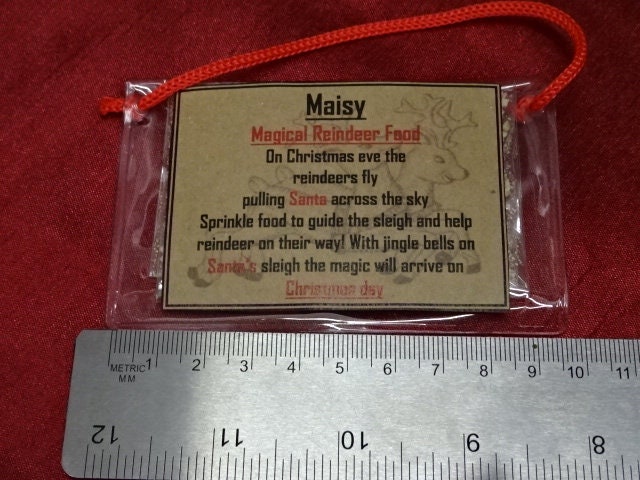 Maisy
Magical Reindeer Food
On Christmas eve the
reindeers fly
pulling Santa across the sky
Sprinkle food to guide the sleigh and help
reindeer on their way! With jingle bells on
Santa's sleigh the magic will arrive on
Christmas day
METRIC 1 2 3 4 5 6 7 8 9 10 11
MM
12 11 10 9 8